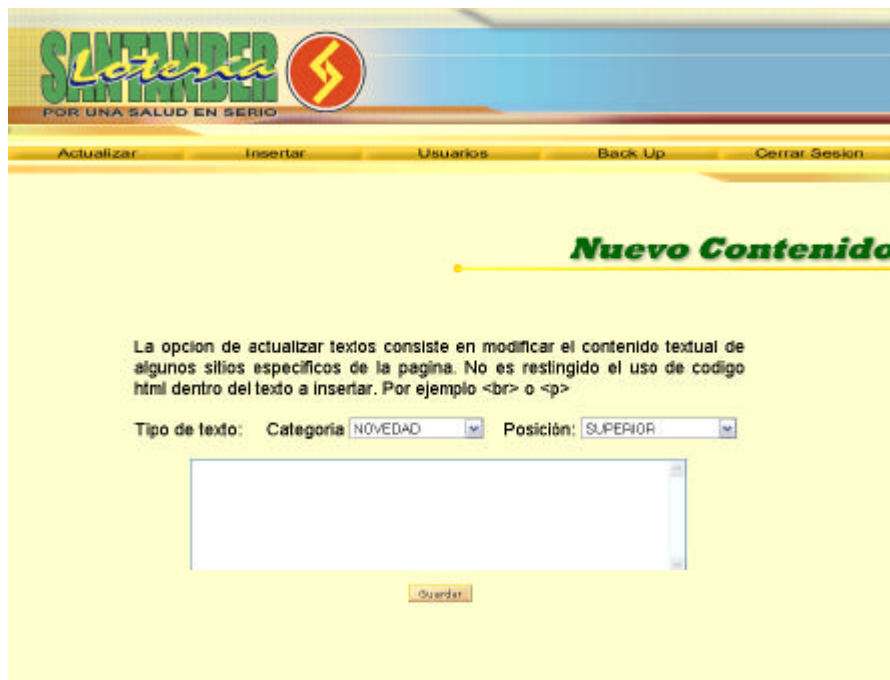 SANTANDER
Lotería
POR UNA SALUD EN SERIO
Actualizar Insertar Usuarios Back Up Cerrar Sesion
Nuevo Contenido
La opcion de actualizar textos consiste en modificar el contenido textual de
algunos sitios especificos de la pagina. No es restingido el uso de codigo
html dentro del texto a insertar. Por ejemplo <br> o <p>
Tipo de texto: Categoria NOVEDAD Posición: SUPERIOR
Guardar